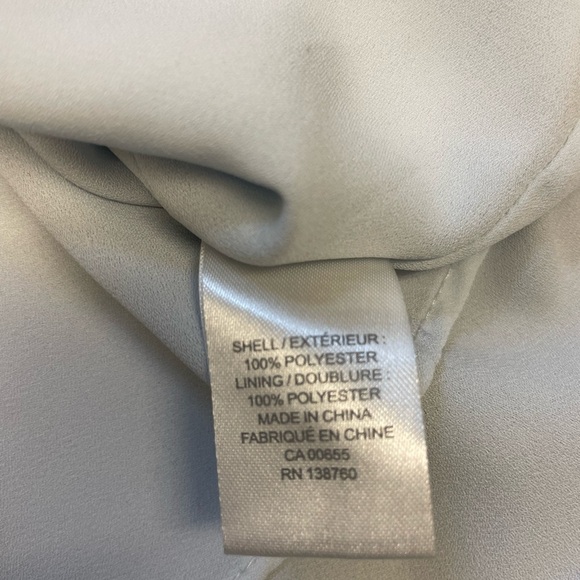 SHELL / EXTÉRIEUR :
100% POLYESTER
LINING / DOUBLURE :
100% POLYESTER
MADE IN CHINA
FABRIQUÉ EN CHINE
CA 00655
RN 138760